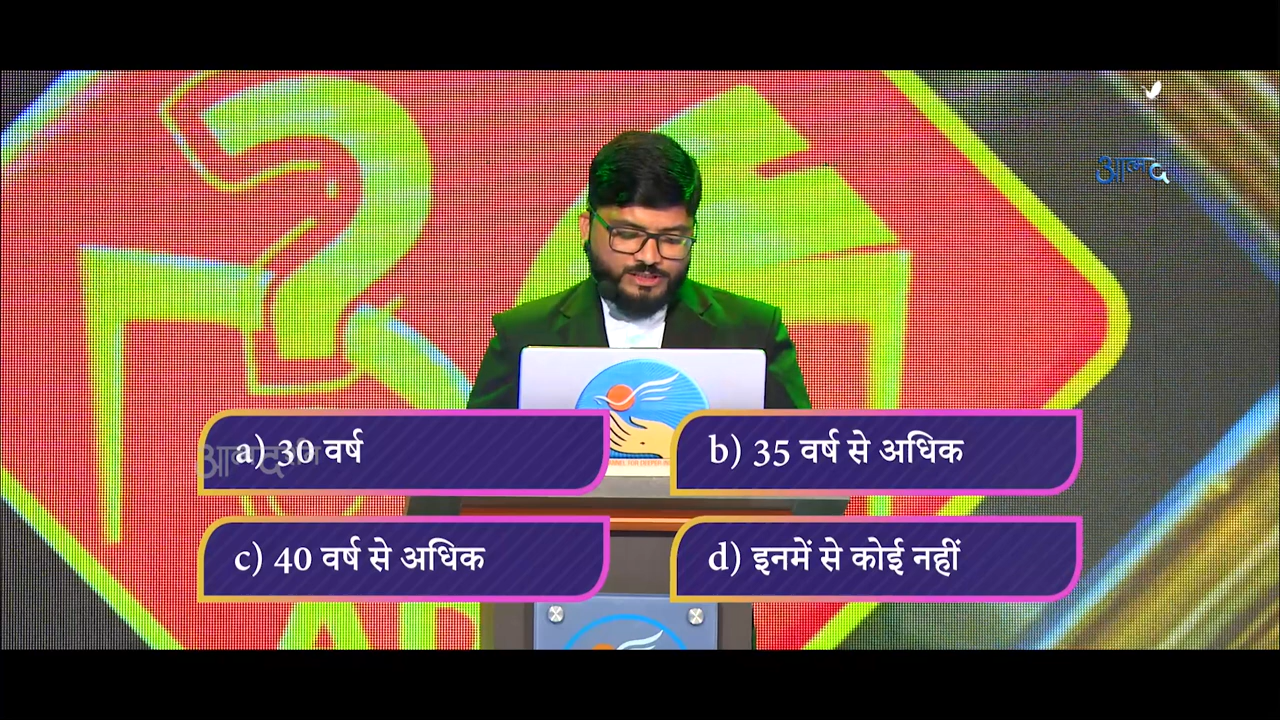 a) 30 वर्ष
b) 35 वर्ष से अधिक
c) 40 वर्ष से अधिक
d) इनमें से कोई नहीं